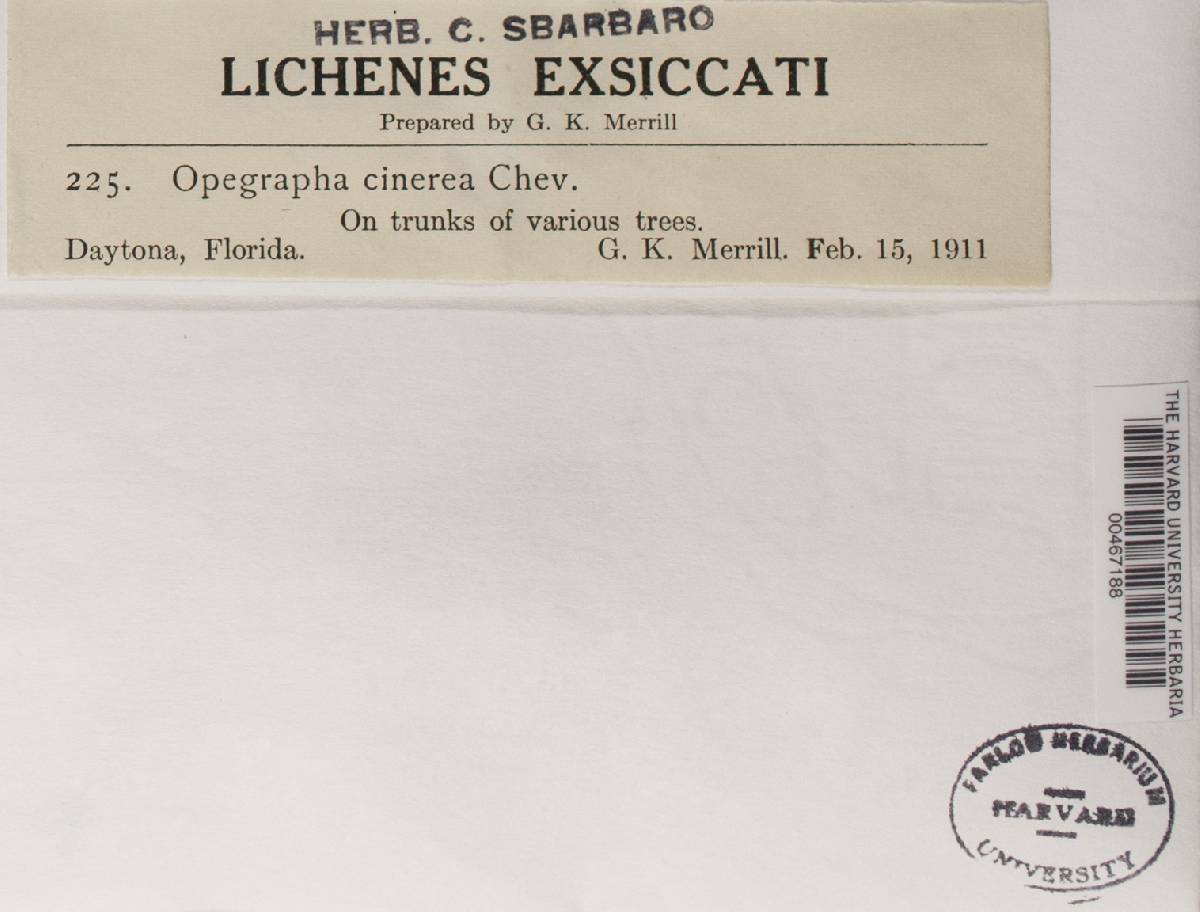 HERB. C. SBARBARO
LICHENES EXSICCATI
Prepared by G. K. Merrill
225. Opegrapha cinerea Chev.
On trunks of various trees.
Daytona, Florida. G. K. Merrill. Feb. 15, 1911
THE HARVARD UNIVERSITY HERBARIA
00467188
FARLOW HERBARIUM
HARVARD
UNIVERSITY